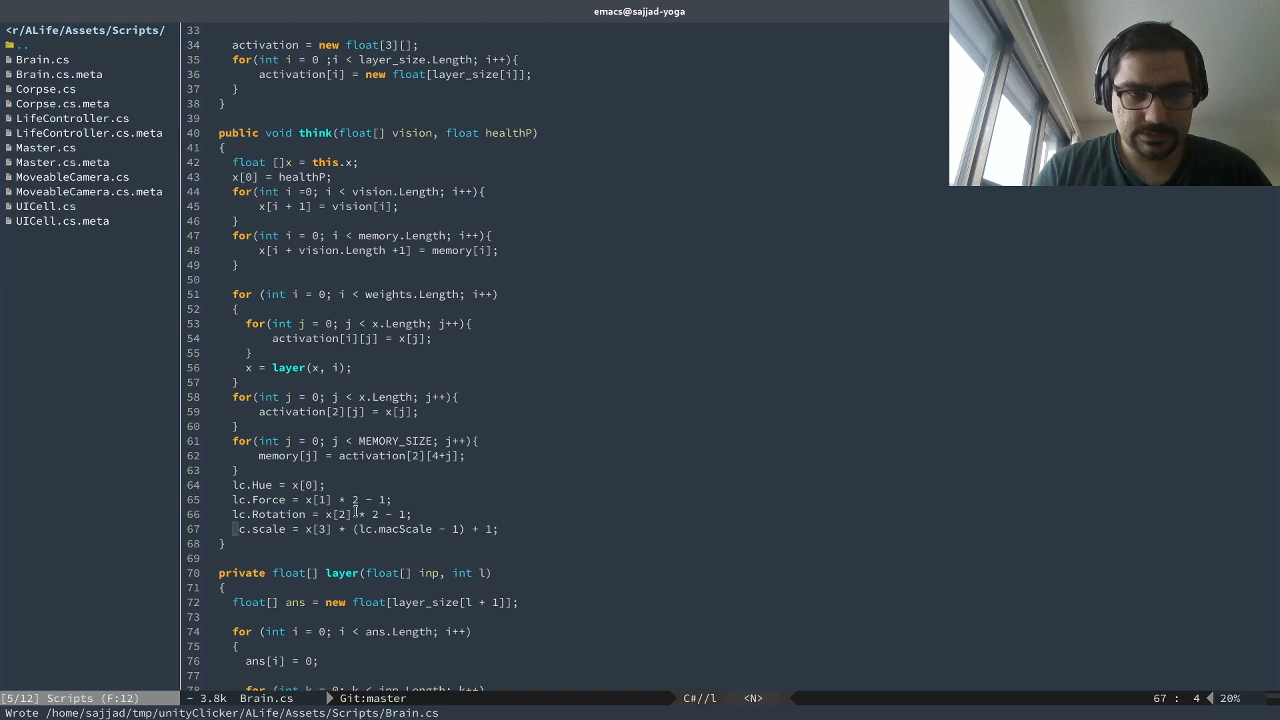 emacs@sajjad-yoga
<r/ALife/Assets/Scripts/
..
Brain.cs
Brain.cs.meta
Corpse.cs
Corpse.cs.meta
LifeController.cs
LifeController.cs.meta
Master.cs
Master.cs.meta
MoveableCamera.cs
MoveableCamera.cs.meta
UICell.cs
UICell.cs.meta
33
34 activation = new float[3][];
35 for(int i = 0 ;i < layer_size.Length; i++){
36 activation[i] = new float[layer_size[i]];
37 }
38 }
39
40 public void think(float[] vision, float healthP)
41 {
42 float []x = this.x;
43 x[0] = healthP;
44 for(int i =0; i < vision.Length; i++){
45 x[i + 1] = vision[i];
46 }
47 for(int i = 0; i < memory.Length; i++){
48 x[i + vision.Length +1] = memory[i];
49 }
50
51 for (int i = 0; i < weights.Length; i++)
52 {
53 for(int j = 0; j < x.Length; j++){
54 activation[i][j] = x[j];
55 }
56 x = layer(x, i);
57 }
58 for(int j = 0; j < x.Length; j++){
59 activation[2][j] = x[j];
60 }
61 for(int j = 0; j < MEMORY_SIZE; j++){
62 memory[j] = activation[2][4+j];
63 }
64 lc.Hue = x[0];
65 lc.Force = x[1] * 2 - 1;
66 lc.Rotation = x[2] * 2 - 1;
67 lc.scale = x[3] * (lc.macScale - 1) + 1;
68 }
69
70 private float[] layer(float[] inp, int l)
71 {
72 float[] ans = new float[layer_size[l + 1]];
73
74 for (int i = 0; i < ans.Length; i++)
75 {
76 ans[i] = 0;
77
78 for (int k = 0; k < inp.Length; k++)
[5/12] Scripts (F:12) - 3.8k Brain.cs Git:master C#//l <N> 67 : 4 20%
Wrote /home/sajjad/tmp/unityClicker/ALife/Assets/Scripts/Brain.cs